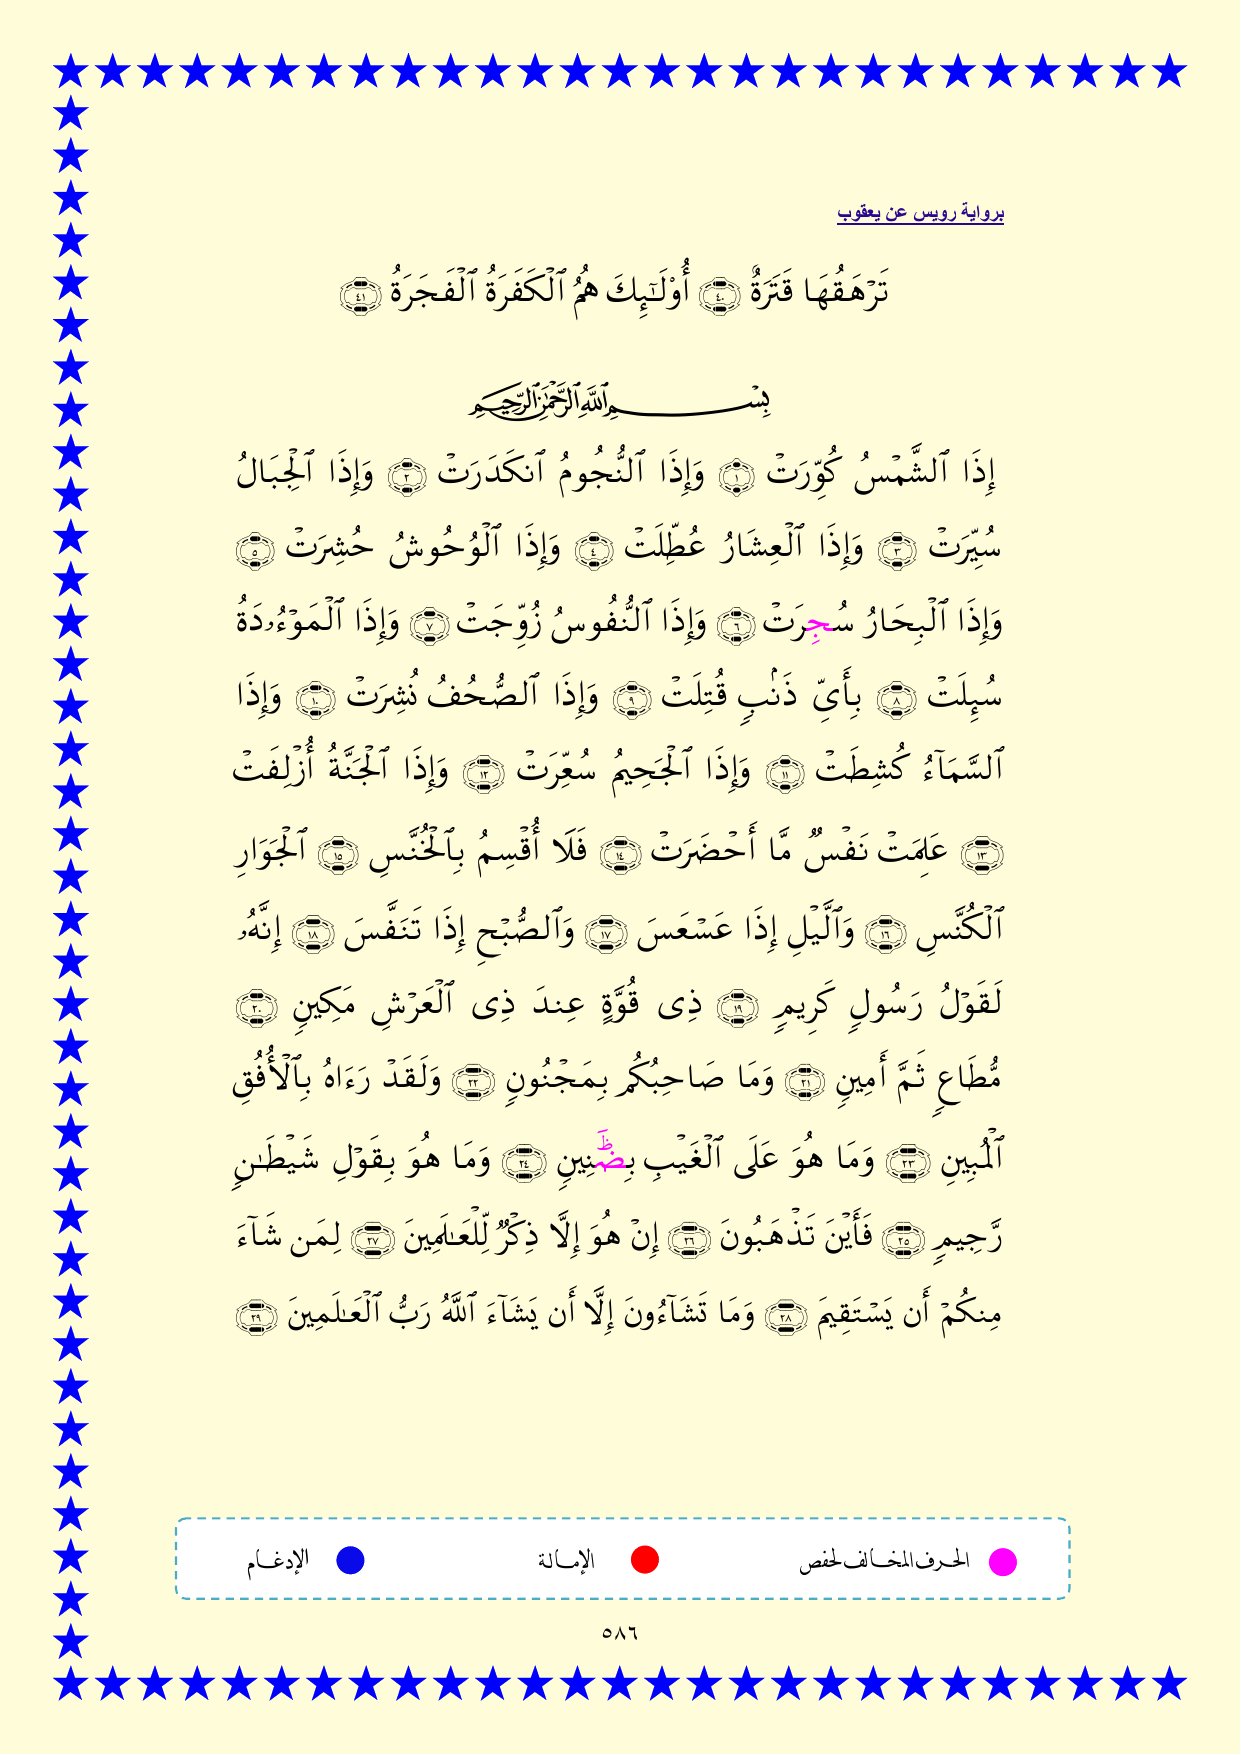 برواية رويس عن يعقوب
تَرْهَقُهَا قَتَرَةٌ ٤٠ أُوْلَٰٓئِكَ هُمُ ٱلْكَفَرَةُ ٱلْفَجَرَةُ ٤١
بِسْمِ ٱللَّهِ ٱلرَّحْمَٰنِ ٱلرَّحِيمِ
إِذَا ٱلشَّمْسُ كُوِّرَتْ ١ وَإِذَا ٱلنُّجُومُ ٱنكَدَرَتْ ٢ وَإِذَا ٱلْجِبَالُ
سُيِّرَتْ ٣ وَإِذَا ٱلْعِشَارُ عُطِّلَتْ ٤ وَإِذَا ٱلْوُحُوشُ حُشِرَتْ ٥
وَإِذَا ٱلْبِحَارُ سُجِرَتْ ٦ وَإِذَا ٱلنُّفُوسُ زُوِّجَتْ ٧ وَإِذَا ٱلْمَوْءُۥدَةُ
سُئِلَتْ ٨ بِأَىِّ ذَنۢبٍ قُتِلَتْ ٩ وَإِذَا ٱلصُّحُفُ نُشِرَتْ ١٠ وَإِذَا
ٱلسَّمَآءُ كُشِطَتْ ١١ وَإِذَا ٱلْجَحِيمُ سُعِّرَتْ ١٢ وَإِذَا ٱلْجَنَّةُ أُزْلِفَتْ
١٣ عَلِمَتْ نَفْسٌ مَّا أَحْضَرَتْ ١٤ فَلَا أُقْسِمُ بِٱلْخُنَّسِ ١٥ ٱلْجَوَارِ
ٱلْكُنَّسِ ١٦ وَٱلَّيْلِ إِذَا عَسْعَسَ ١٧ وَٱلصُّبْحِ إِذَا تَنَفَّسَ ١٨ إِنَّهُۥ
لَقَوْلُ رَسُولٍ كَرِيمٍ ١٩ ذِى قُوَّةٍ عِندَ ذِى ٱلْعَرْشِ مَكِينٍ ٢٠
مُّطَاعٍ ثَمَّ أَمِينٍ ٢١ وَمَا صَاحِبُكُم بِمَجْنُونٍ ٢٢ وَلَقَدْ رَءَاهُ بِٱلْأُفُقِ
ٱلْمُبِينِ ٢٣ وَمَا هُوَ عَلَى ٱلْغَيْبِ بِضَنِينٍ ٢٤ وَمَا هُوَ بِقَوْلِ شَيْطَٰنٍ
رَّجِيمٍ ٢٥ فَأَيْنَ تَذْهَبُونَ ٢٦ إِنْ هُوَ إِلَّا ذِكْرٌ لِّلْعَٰلَمِينَ ٢٧ لِمَن شَآءَ
مِنكُمْ أَن يَسْتَقِيمَ ٢٨ وَمَا تَشَآءُونَ إِلَّا أَن يَشَآءَ ٱللَّهُ رَبُّ ٱلْعَٰلَمِينَ ٢٩
الحرف المخالف لحفص الإمالة الإدغام
٥٨٦